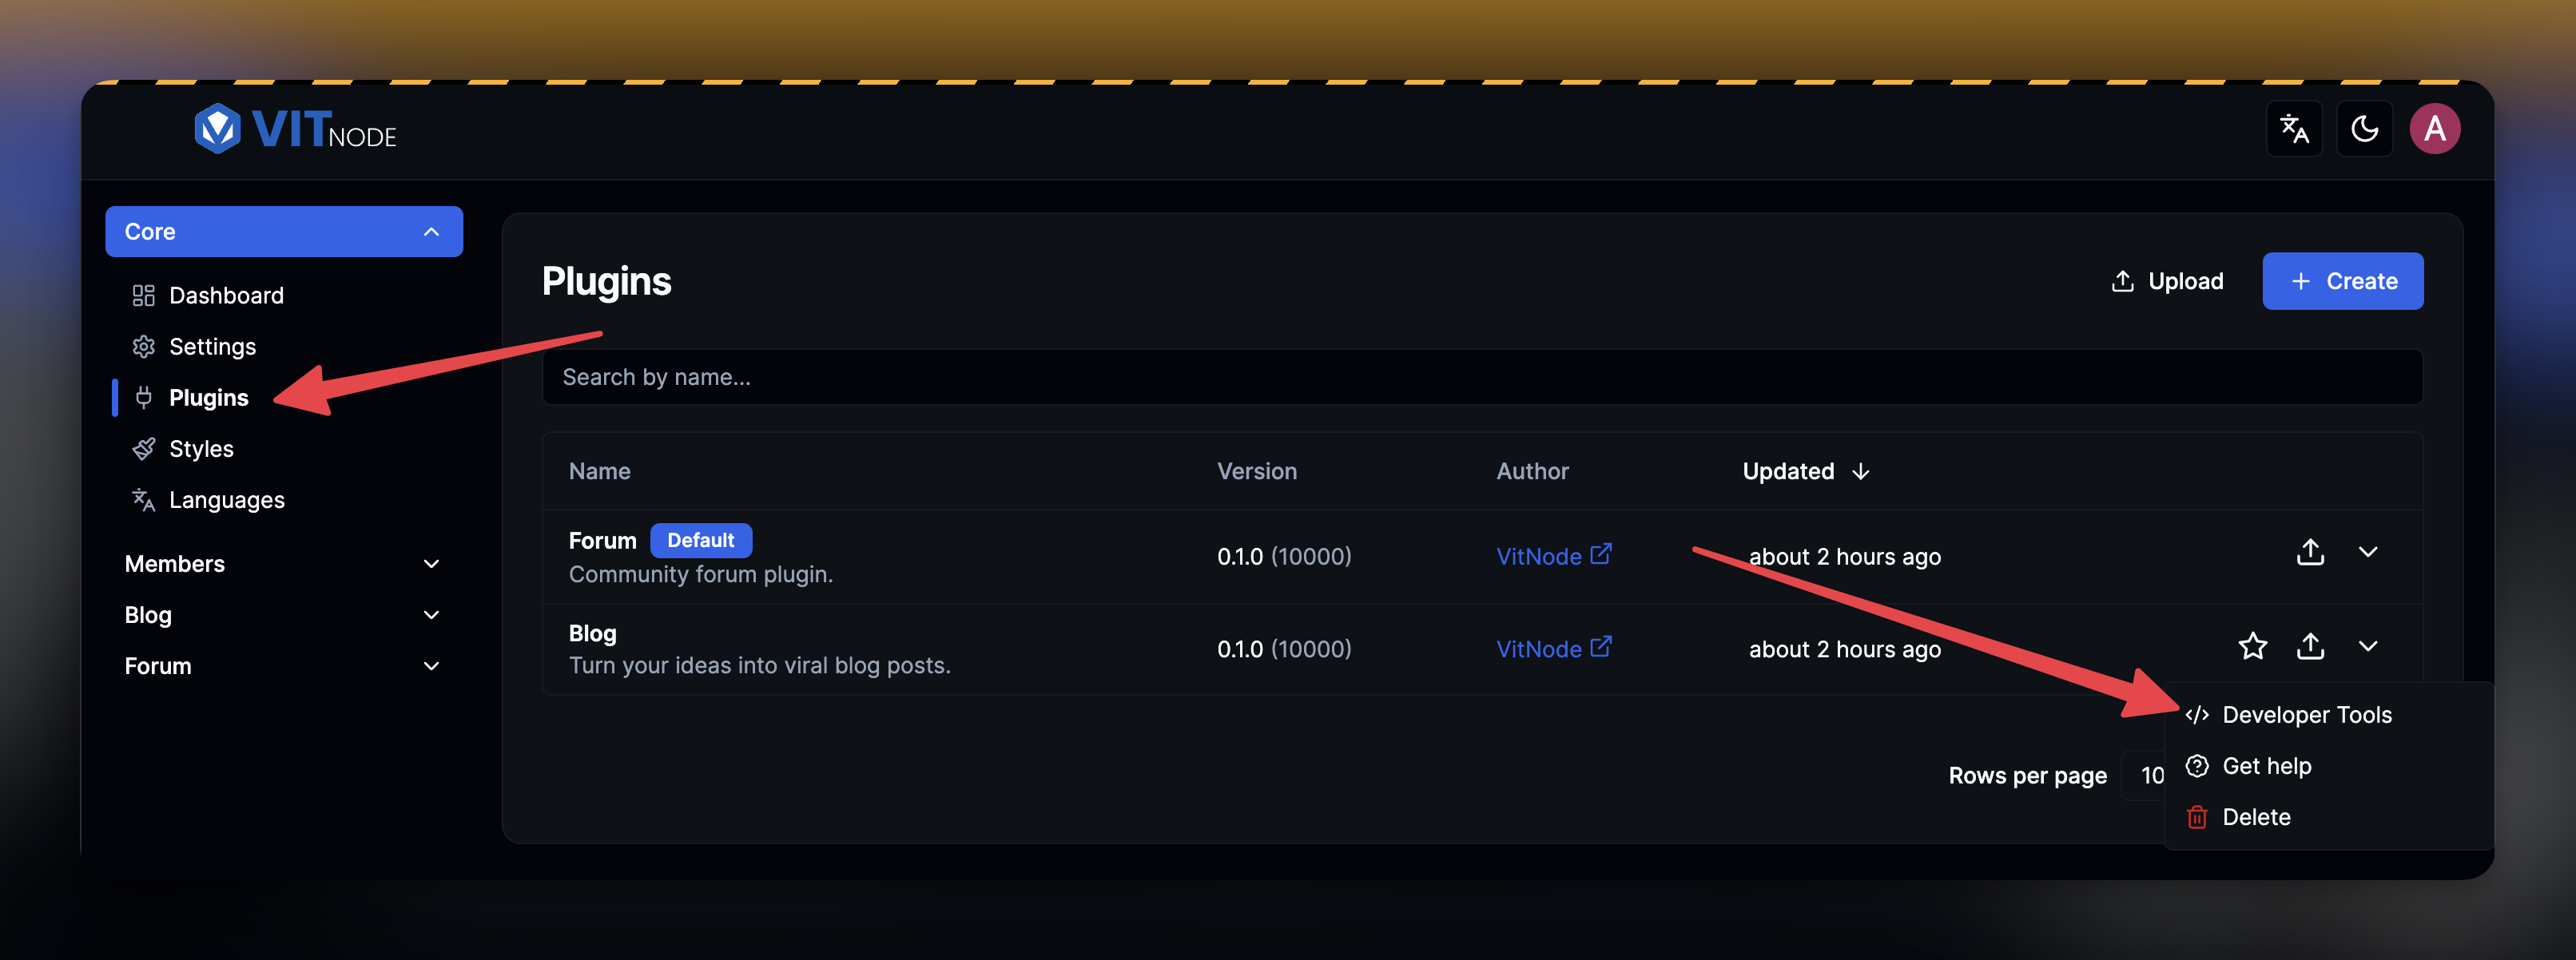 VITNODE
A
Core
Dashboard
Settings
Plugins
Styles
Languages
Members
Blog
Forum
Plugins
Upload
Create
Search by name...
Name Version Author Updated
Forum Default
Community forum plugin.
0.1.0 (10000) VitNode about 2 hours ago
Blog
Turn your ideas into viral blog posts.
0.1.0 (10000) VitNode about 2 hours ago
Developer Tools
Get help
Delete
Rows per page 10